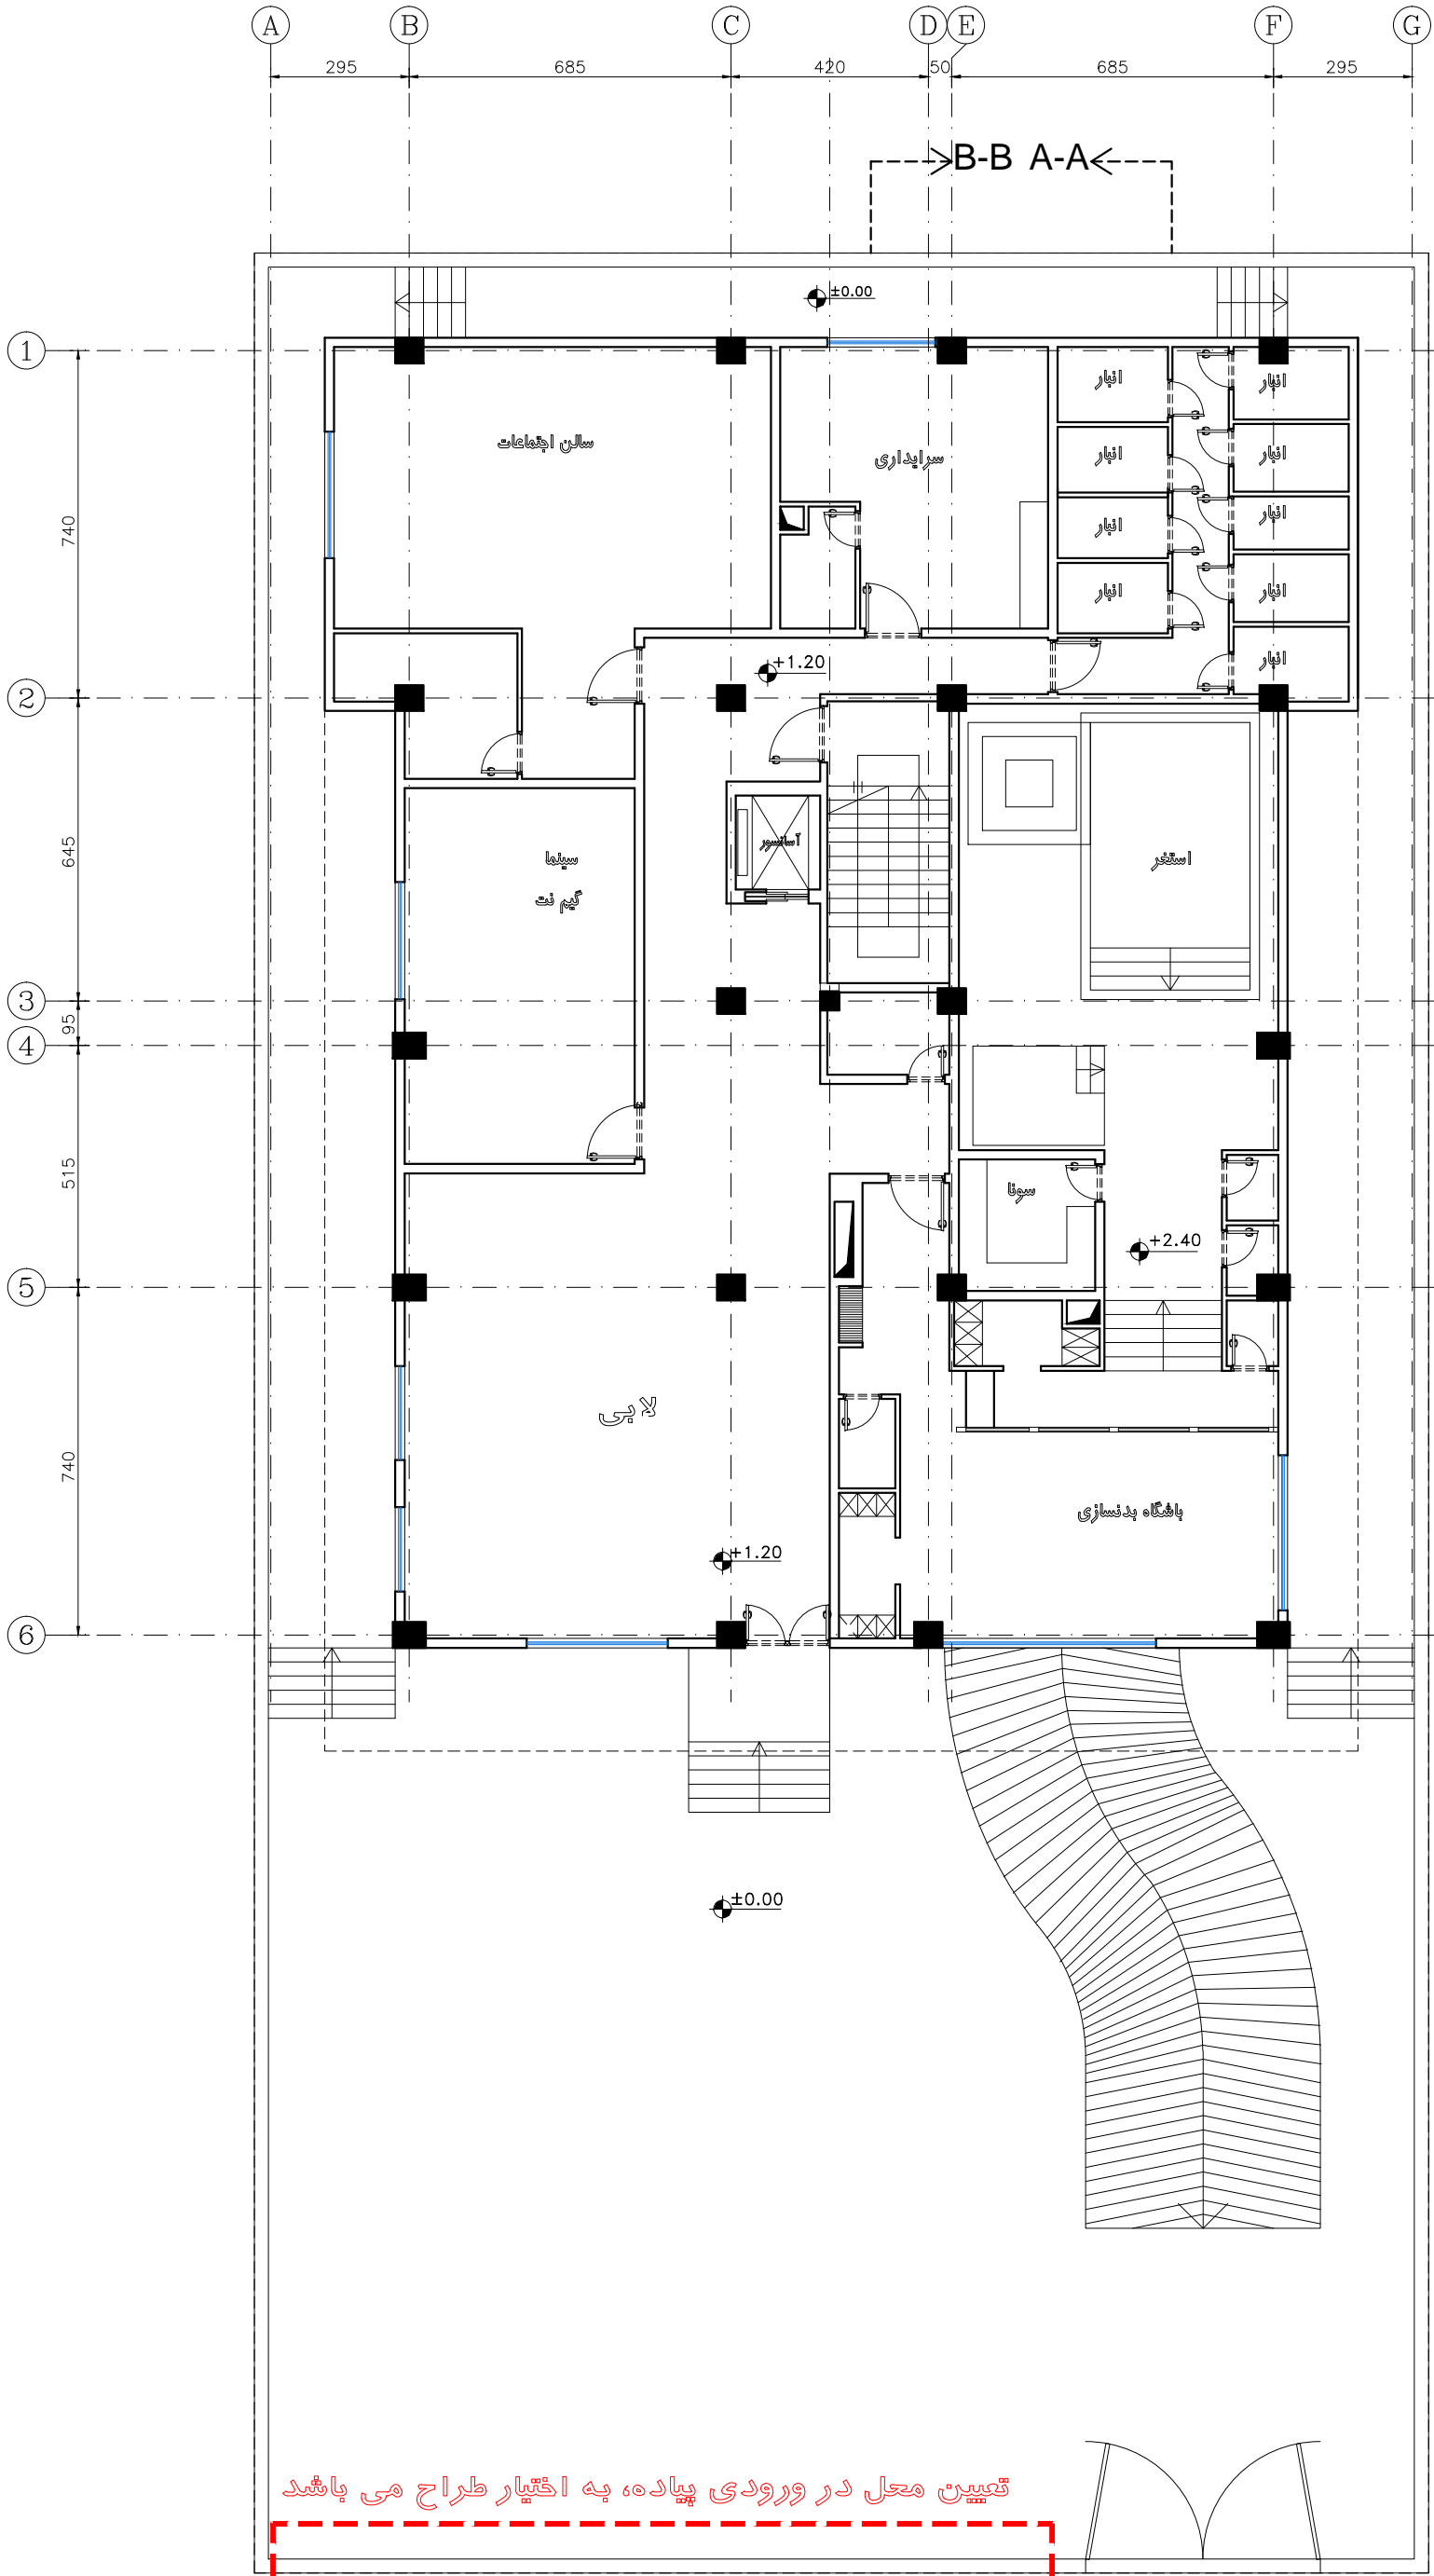 A B C D E F G
295 685 420 50 685 295
B-B A-A
±0.00
1
انبار
انبار
سالن اجتماعات
سرایداری
انبار
انبار
740
انبار
انبار
انبار
انبار
انبار
+1.20
2
آسانسور
645
سینما
استخر
گیم نت
3
95
4
515
سونا
+2.40
5
لابی
740
باشگاه بدنسازی
+1.20
6
±0.00
تعیین محل در ورودی پیاده، به اختیار طراح می باشد